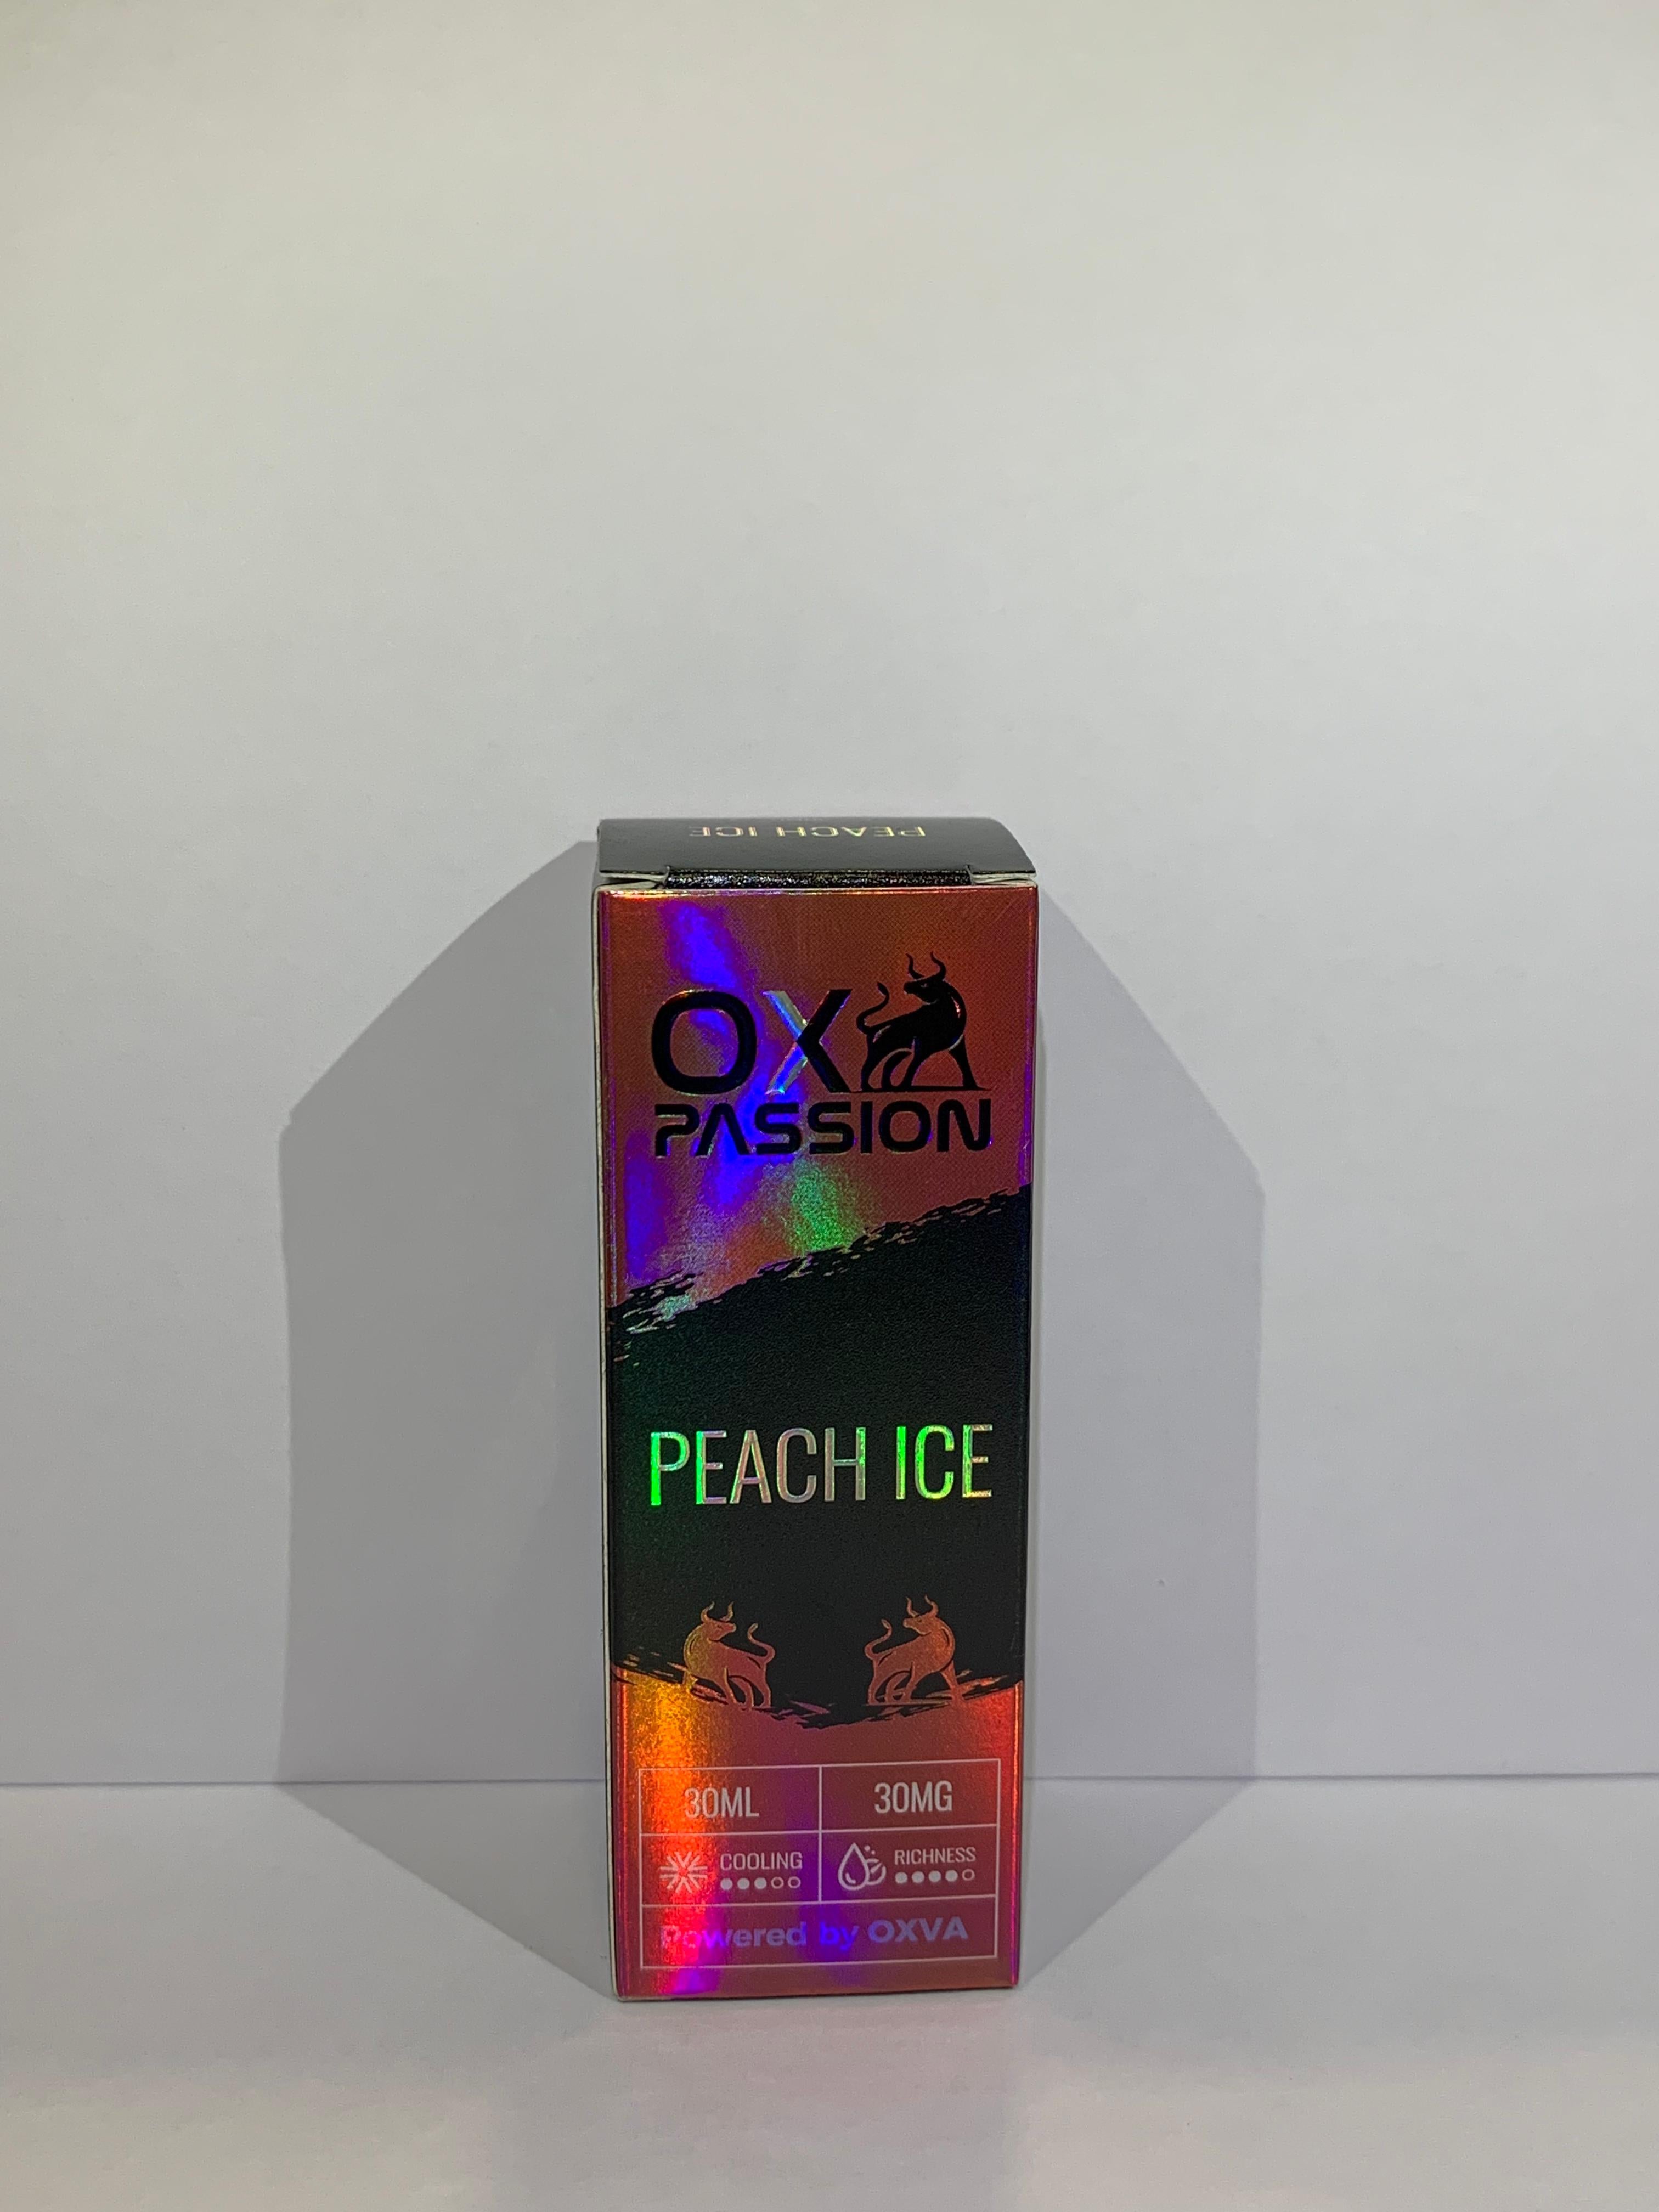 PEACH ICE
OX
PASSION
PEACH ICE
30ML
30MG
COOLING
RICHNESS
Powered by OXVA